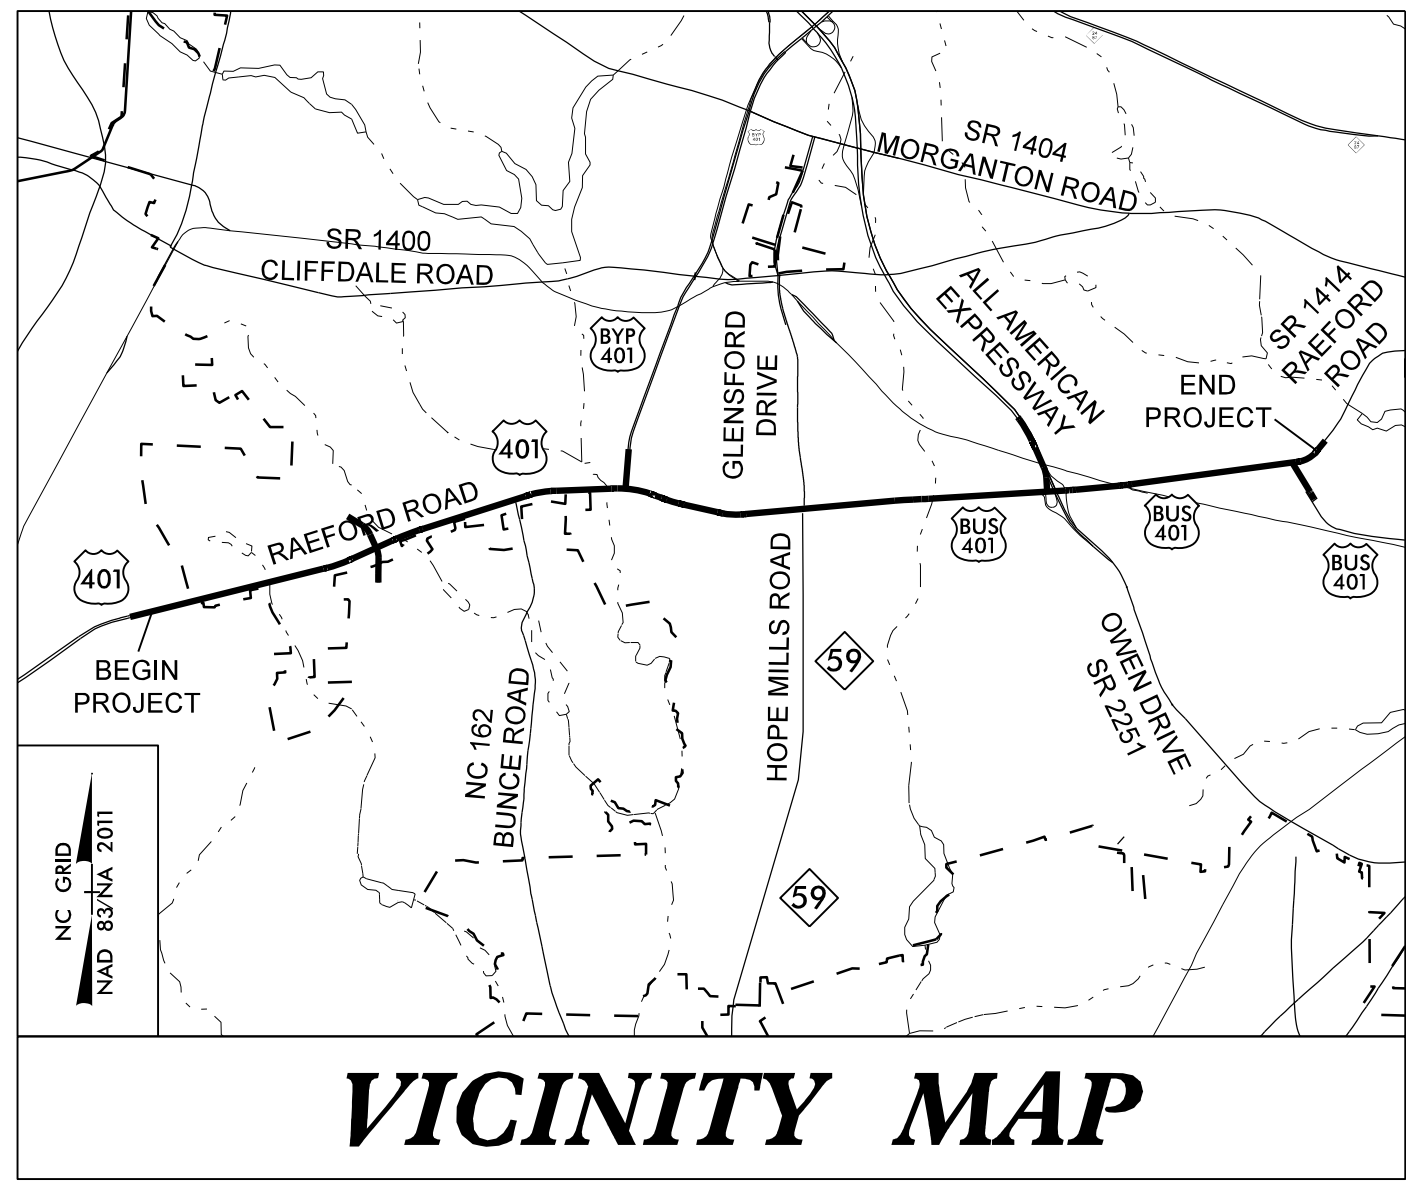 SR 1404
MORGANTON ROAD
BYP
401
SR 1400
CLIFFDALE ROAD
ALL AMERICAN
EXPRESSWAY
SR 1414
RAEFORD
ROAD
BYP
401
GLENSFORD
DRIVE
END
PROJECT
401
RAEFORD ROAD
BUS
401
BUS
401
BUS
401
401
BEGIN
PROJECT
HOPE MILLS ROAD
59
OWEN DRIVE
SR 2251
NC 162
BUNCE ROAD
59
NC GRID
NAD 83/NA 2011
VICINITY MAP